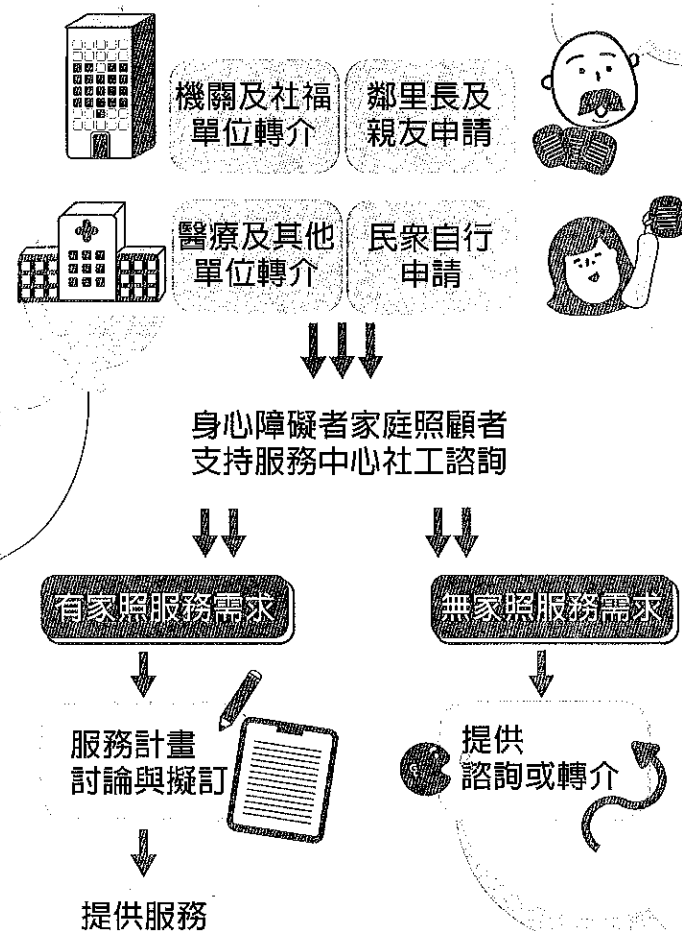 機關及社福
單位轉介
鄰里長及
親友申請
醫療及其他
單位轉介
民眾自行
申請
身心障礙者家庭照顧者
支持服務中心社工諮詢
有家照服務需求
無家照服務需求
服務計畫
討論與擬訂
提供
諮詢或轉介
提供服務